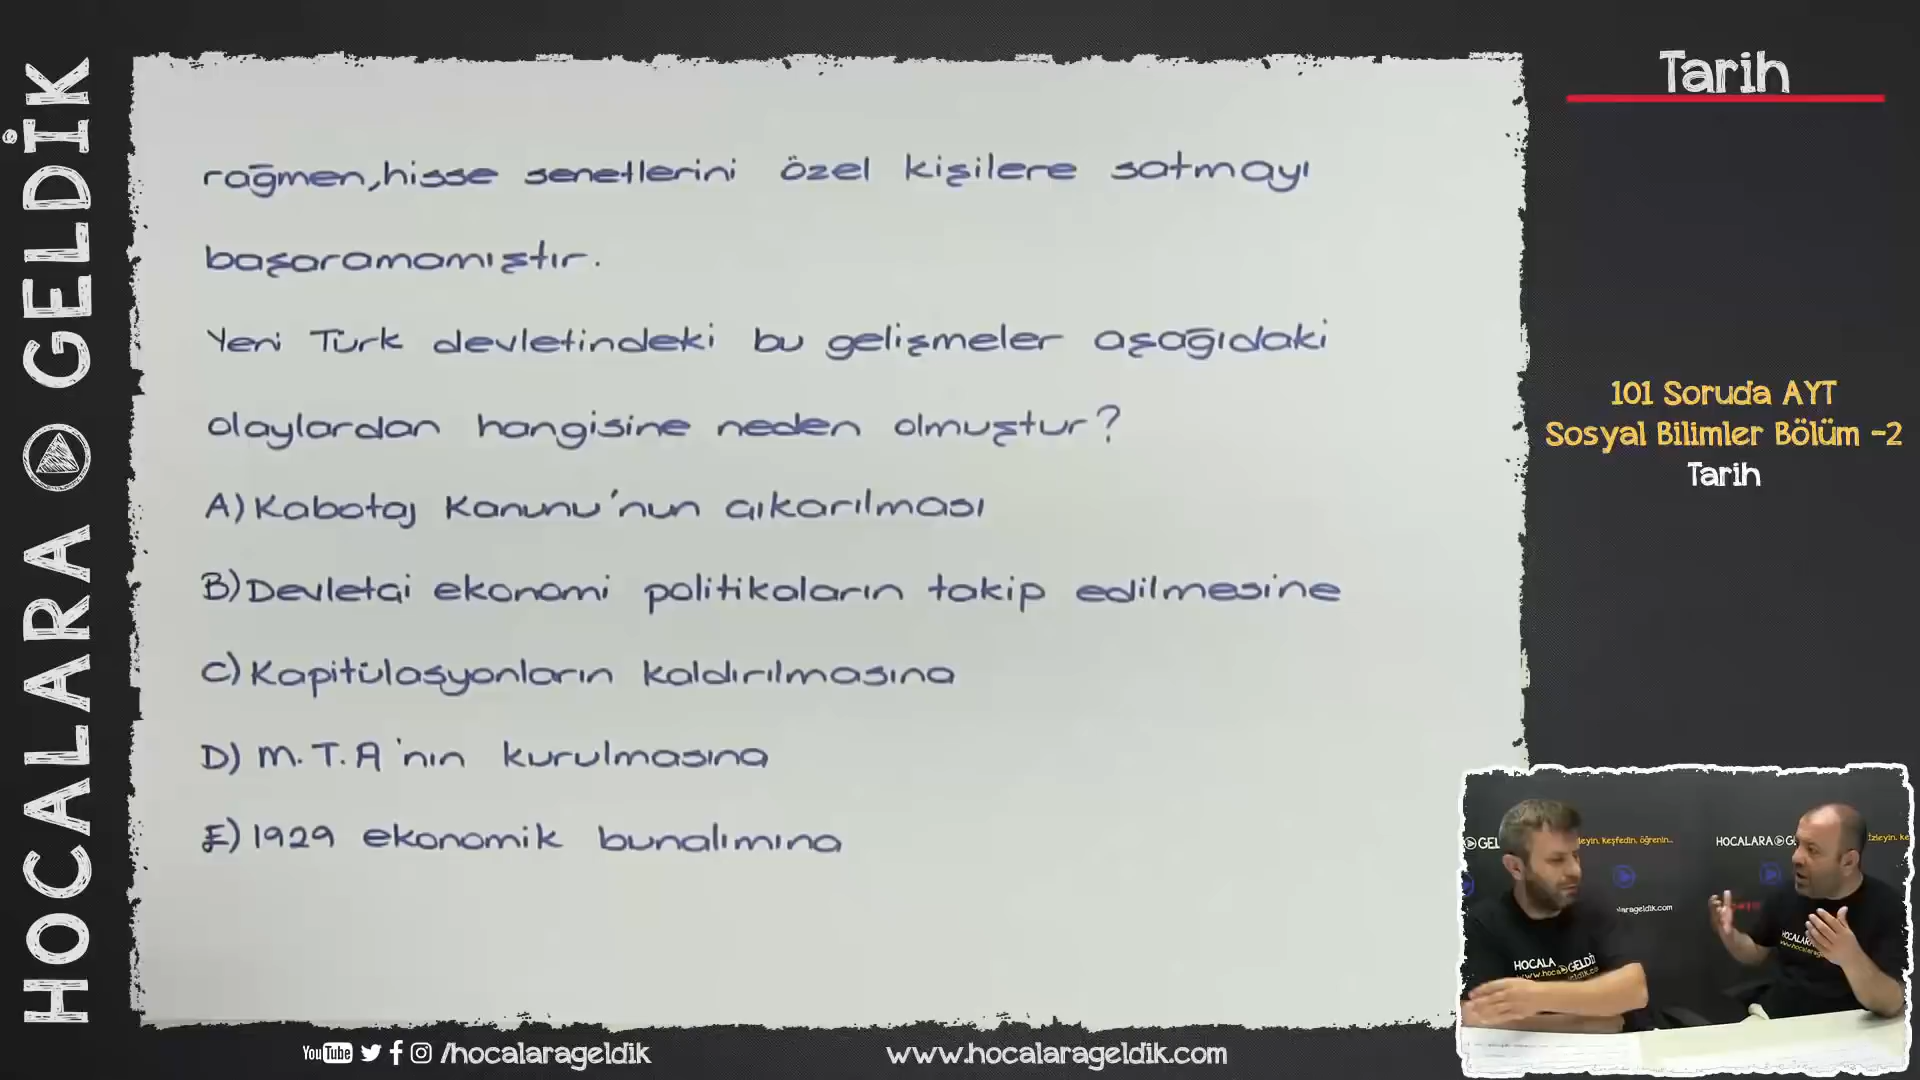 HOCALARA GELDİK
Tarih
rağmen, hisse senetlerini özel kişilere satmayı
başaramamıştır.
Yeni Türk devletindeki bu gelişmeler aşağıdaki
olaylardan hangisine neden olmuştur?
A) Kabotaj Kanunu'nun çıkarılması
B) Devletçi ekonomi politikaların takip edilmesine
C) Kapitülasyonların kaldırılmasına
D) M.T.A'nın kurulmasına
E) 1929 ekonomik bunalımına
101 Soruda AYT
Sosyal Bilimler Bölüm -2
Tarih
YouTube /hocalarageldik
www.hocalarageldik.com